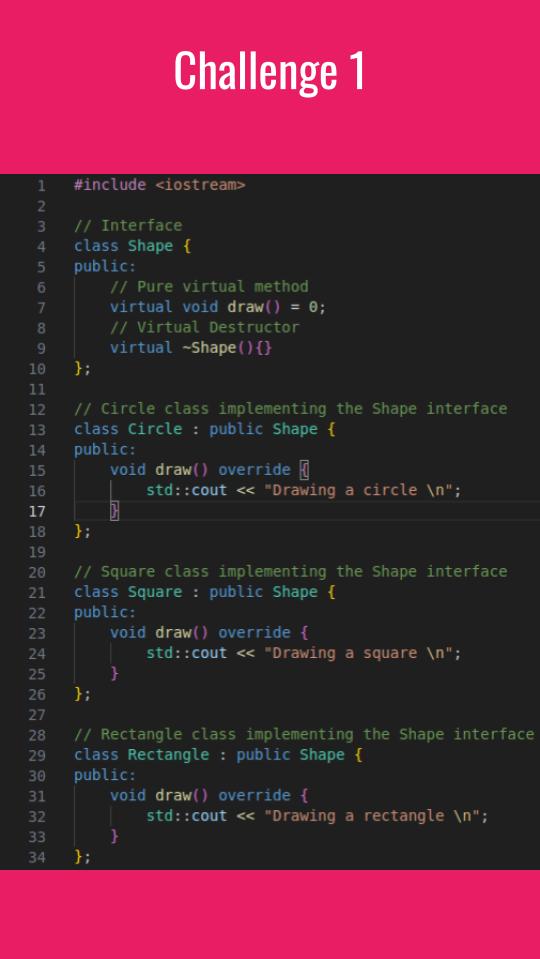 Challenge 1
1 #include <iostream>
2
3 // Interface
4 class Shape {
5 public:
6     // Pure virtual method
7     virtual void draw() = 0;
8     // Virtual Destructor
9     virtual ~Shape(){}
10 };
11
12 // Circle class implementing the Shape interface
13 class Circle : public Shape {
14 public:
15     void draw() override {
16         std::cout << "Drawing a circle \n";
17     }
18 };
19
20 // Square class implementing the Shape interface
21 class Square : public Shape {
22 public:
23     void draw() override {
24         std::cout << "Drawing a square \n";
25     }
26 };
27
28 // Rectangle class implementing the Shape interface
29 class Rectangle : public Shape {
30 public:
31     void draw() override {
32         std::cout << "Drawing a rectangle \n";
33     }
34 };